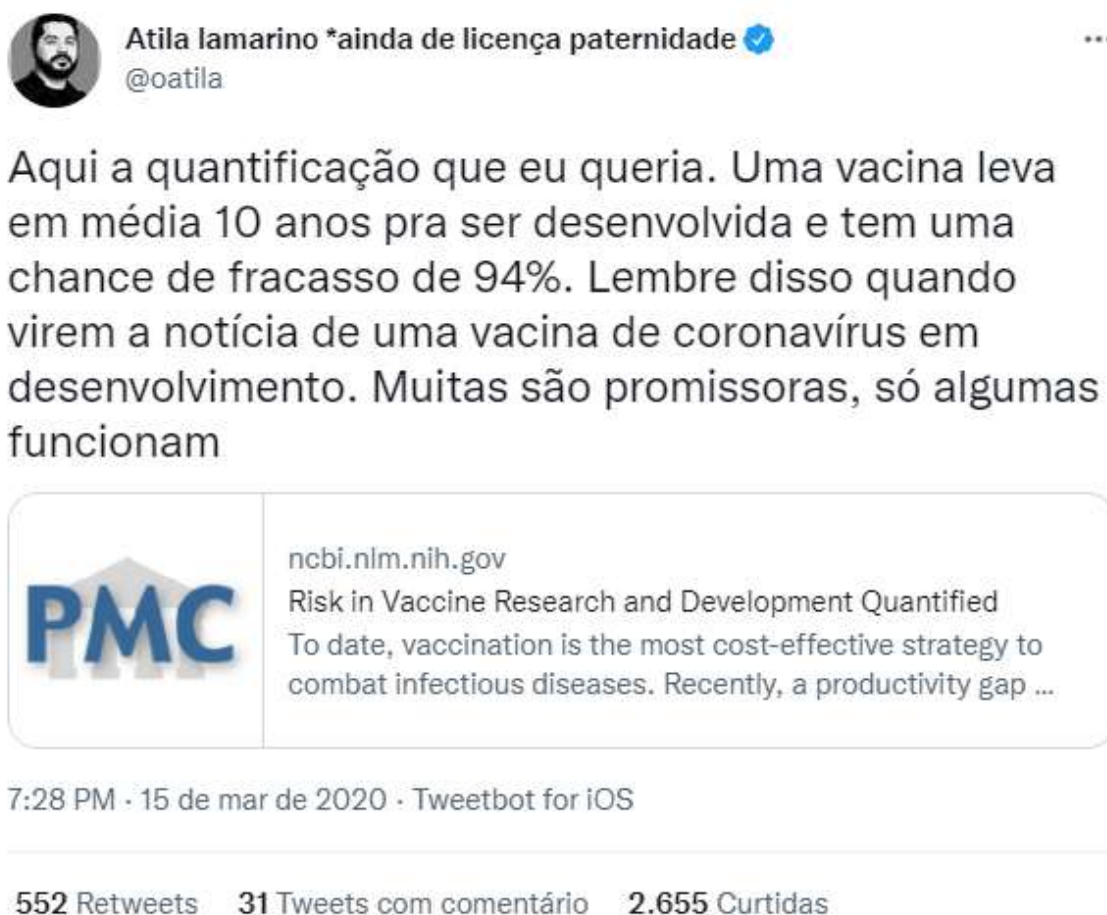 Atila Iamarino *ainda de licença paternidade
@oatila
Aqui a quantificação que eu queria. Uma vacina leva
em média 10 anos pra ser desenvolvida e tem uma
chance de fracasso de 94%. Lembre disso quando
virem a notícia de uma vacina de coronavírus em
desenvolvimento. Muitas são promissoras, só algumas
funcionam
PMC
ncbi.nlm.nih.gov
Risk in Vaccine Research and Development Quantified
To date, vaccination is the most cost-effective strategy to
combat infectious diseases. Recently, a productivity gap ...
7:28 PM · 15 de mar de 2020 · Tweetbot for iOS
552 Retweets 31 Tweets com comentário 2.655 Curtidas